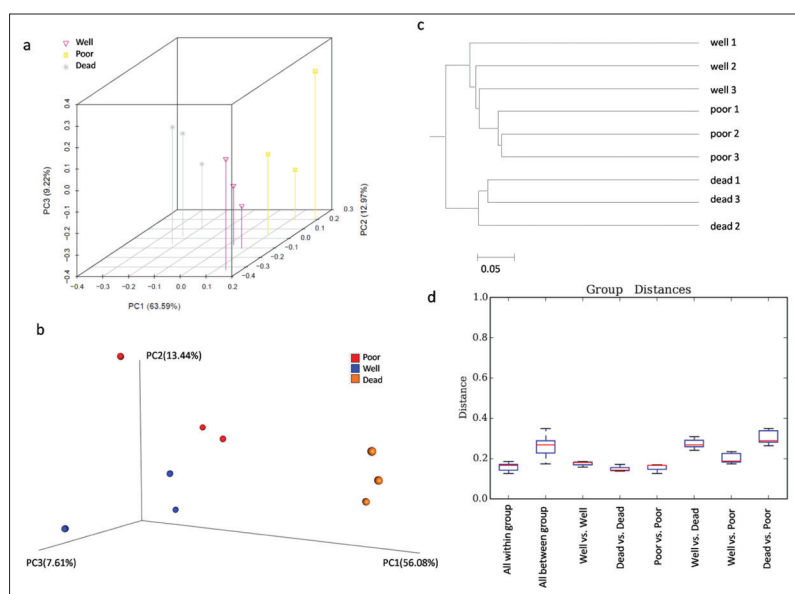 a
Well
Poor
Dead
PC3 (9.22%)
0.4
0.3
0.2
0.1
0.0
−0.1
−0.2
−0.3
−0.4
−0.4 −0.3 −0.2 −0.1 0.0 0.1 0.2
PC1 (63.59%)
−0.4
−0.3
−0.2
−0.1
0.0
0.1
0.2
0.3
PC2 (12.97%)
b
PC2(13.44%)
Poor
Well
Dead
PC3(7.61%)
PC1(56.08%)
c
well 1
well 2
well 3
poor 1
poor 2
poor 3
dead 1
dead 3
dead 2
0.05
d
Group Distances
Distance
1.0
0.8
0.6
0.4
0.2
0.0
All within group
All between group
Well vs. Well
Dead vs. Dead
Poor vs. Poor
Well vs. Dead
Well vs. Poor
Dead vs. Poor